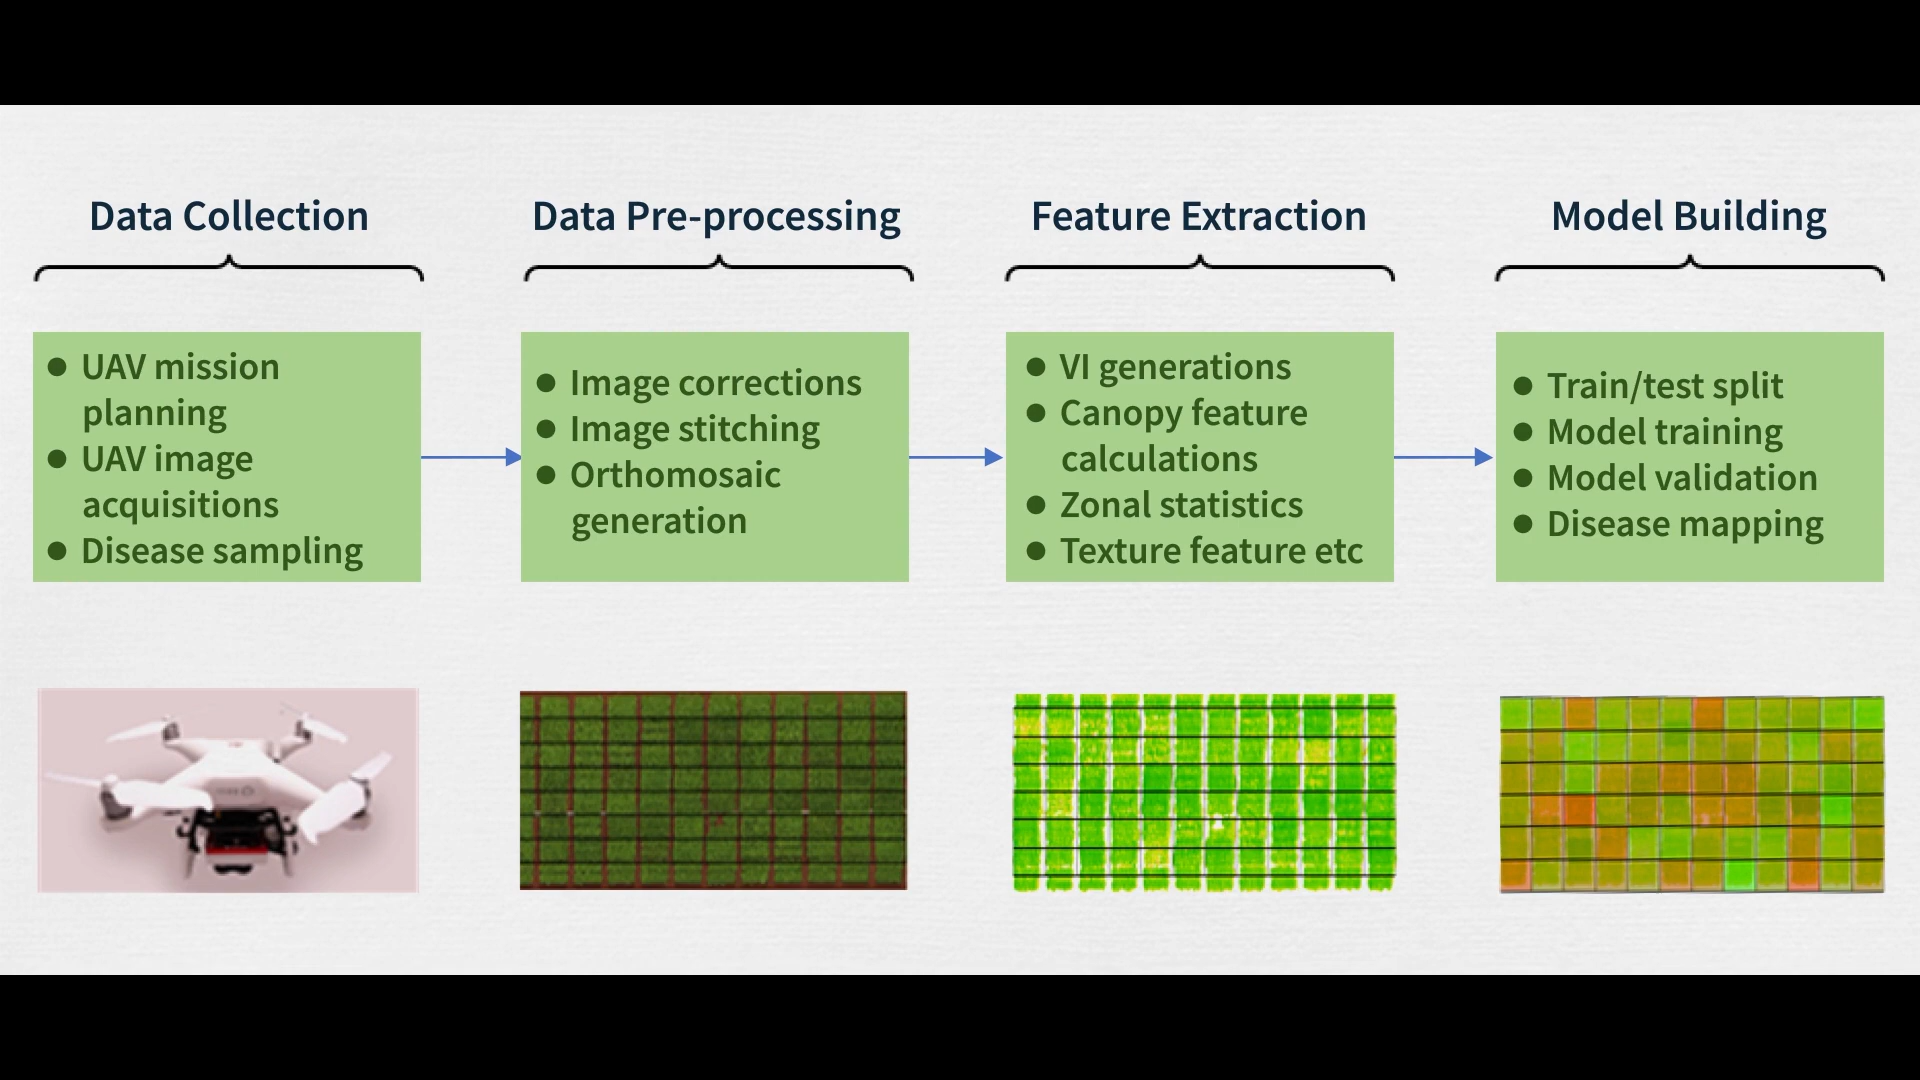 Data Collection
Data Pre-processing
Feature Extraction
Model Building
● UAV mission
planning
● UAV image
acquisitions
● Disease sampling
● Image corrections
● Image stitching
● Orthomosaic
generation
● VI generations
● Canopy feature
calculations
● Zonal statistics
● Texture feature etc
● Train/test split
● Model training
● Model validation
● Disease mapping